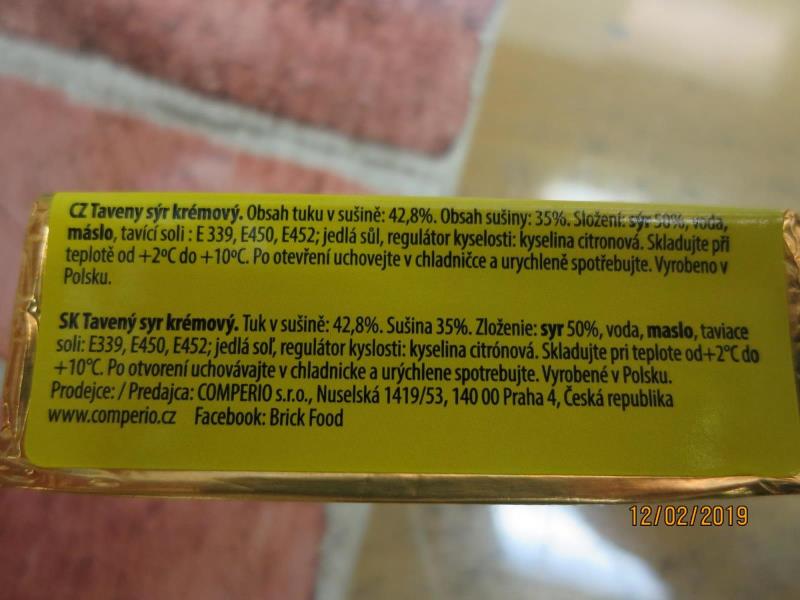 CZ Taveny sýr krémový. Obsah tuku v sušině: 42,8%. Obsah sušiny: 35%. Složení: sýr 50%, voda,
máslo, tavící soli : E 339, E450, E452; jedlá sůl, regulátor kyselosti: kyselina citronová. Skladujte při
teplotě od +2ºC do +10ºC. Po otevření uchovejte v chladničce a urychleně spotřebujte. Vyrobeno v
Polsku.
SK Tavený syr krémový. Tuk v sušine: 42,8%. Sušina 35%. Zloženie: syr 50%, voda, maslo, taviace
soli: E339, E450, E452; jedlá soľ, regulátor kyslosti: kyselina citrónová. Skladujte pri teplote od+2ºC do
+10ºC. Po otvorení uchovávajte v chladnicke a urýchlene spotrebujte. Vyrobené v Polsku.
Prodejce: / Predajca: COMPERIO s.r.o., Nuselská 1419/53, 140 00 Praha 4, Česká republika
www.comperio.cz Facebook: Brick Food
12/02/2019